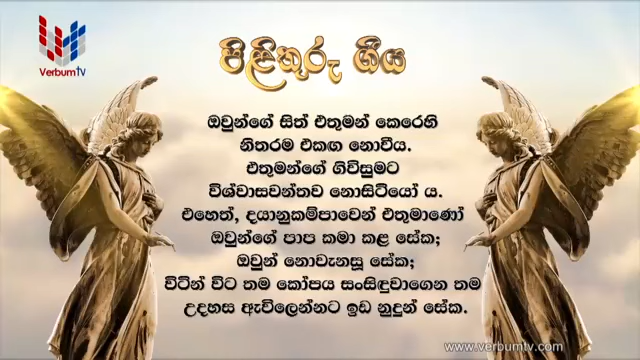 VerbumTV
පිළිතුරු ගීය
ඔවුන්ගේ සිත් එතුමන් කෙරෙහි
නිතරම එකඟ නොවීය.
එතුමන්ගේ ගිවිසුමට
විශ්වාසවන්තව නොසිටියෝ ය.
එහෙත්, දයානුකම්පාවෙන් එතුමාණෝ
ඔවුන්ගේ පාප කමා කළ සේක;
ඔවුන් නොවැනසූ සේක;
විටින් විට තම කෝපය සංසිඳුවාගෙන තම
උදහස ඇවිලෙන්නට ඉඩ නුදුන් සේක.
www.verbumtv.com